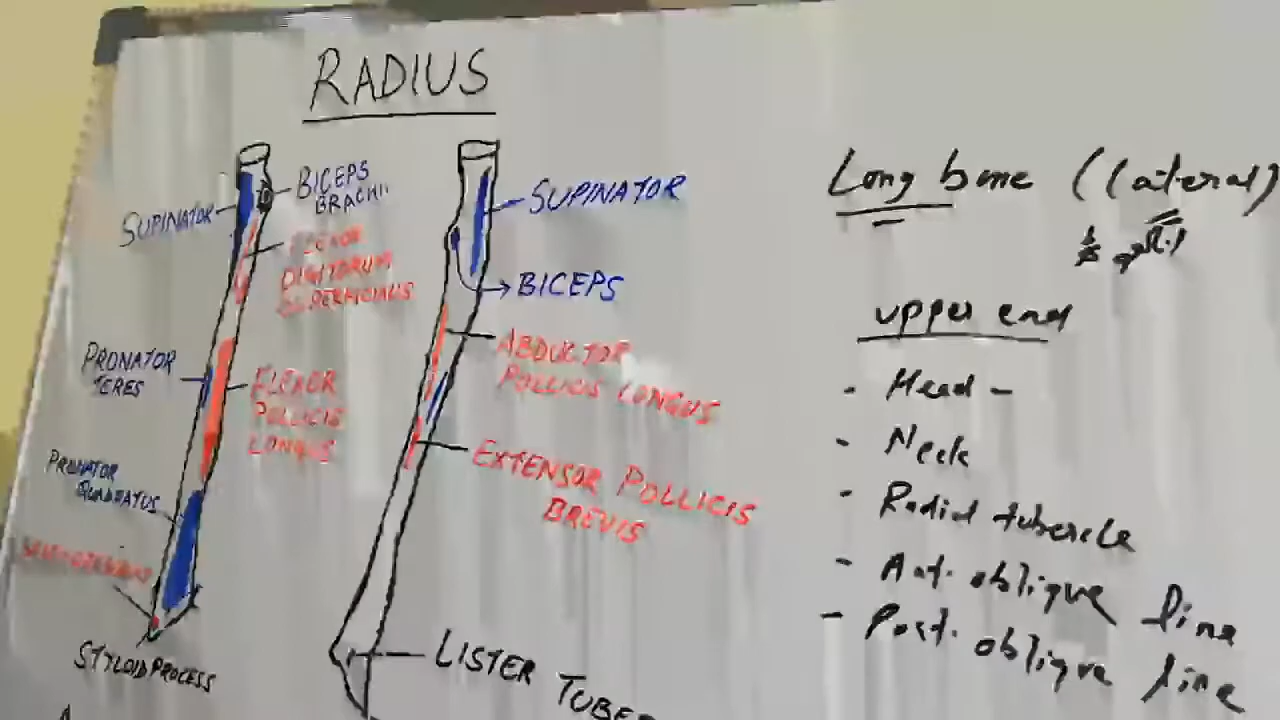 RADIUS
BICEPS
BRACHII
SUPINATOR
FLEXOR
DIGITORUM
SUPERFICIALIS
PRONATOR
TERES
FLEXOR
POLLICIS
LONGUS
PRONATOR
QUADRATUS
STYLOID PROCESS
SUPINATOR
BICEPS
ABDUCTOR
POLLICIS LONGUS
EXTENSOR POLLICIS
BREVIS
LISTER TUBER
Long bone (lateral)
upper end
- Head -
- Neck
- Radial tubercle
- Ant. oblique line
- Post. oblique line